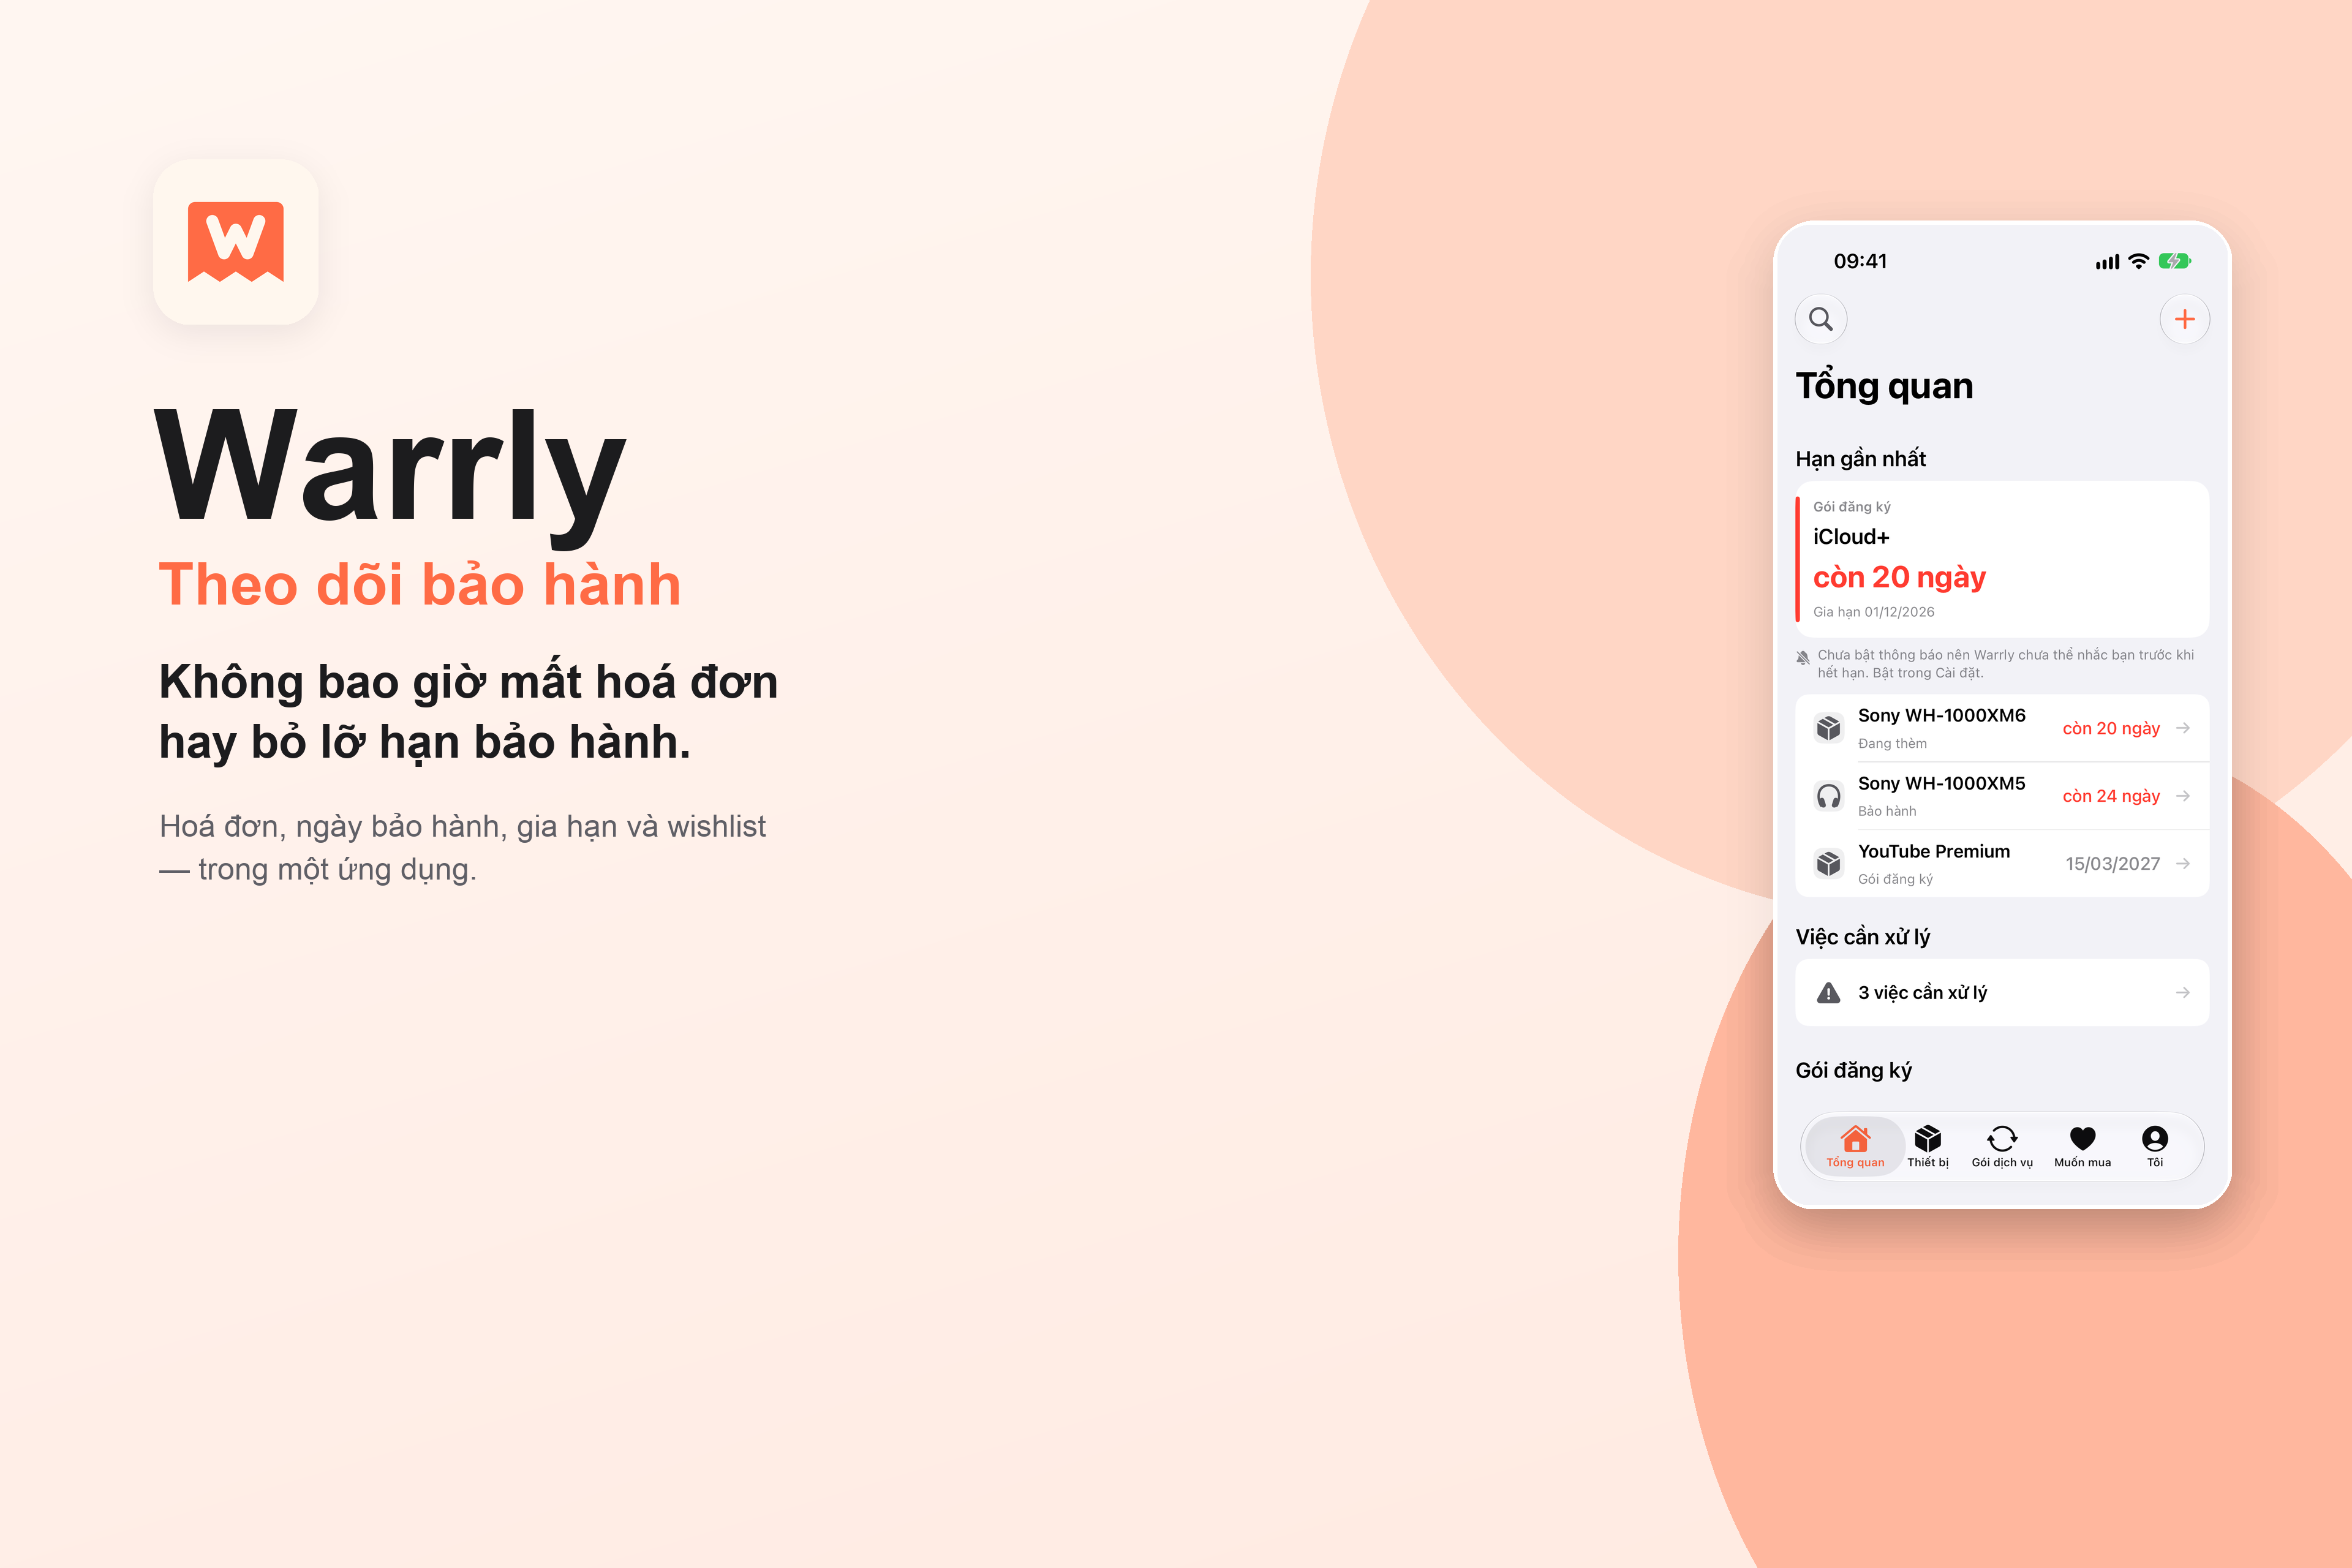 W
Warrly
Theo dõi bảo hành
Không bao giờ mất hoá đơn
hay bỏ lỡ hạn bảo hành.
Hoá đơn, ngày bảo hành, gia hạn và wishlist
— trong một ứng dụng.
09:41
Tổng quan
Hạn gần nhất
Gói đăng ký
iCloud+
còn 20 ngày
Gia hạn 01/12/2026
Chưa bật thông báo nên Warrly chưa thể nhắc bạn trước khi
hết hạn. Bật trong Cài đặt.
Sony WH-1000XM6
còn 20 ngày
Đang thèm
Sony WH-1000XM5
còn 24 ngày
Bảo hành
YouTube Premium
15/03/2027
Gói đăng ký
Việc cần xử lý
3 việc cần xử lý
Gói đăng ký
Tổng quan
Thiết bị
Gói dịch vụ
Muốn mua
Tôi